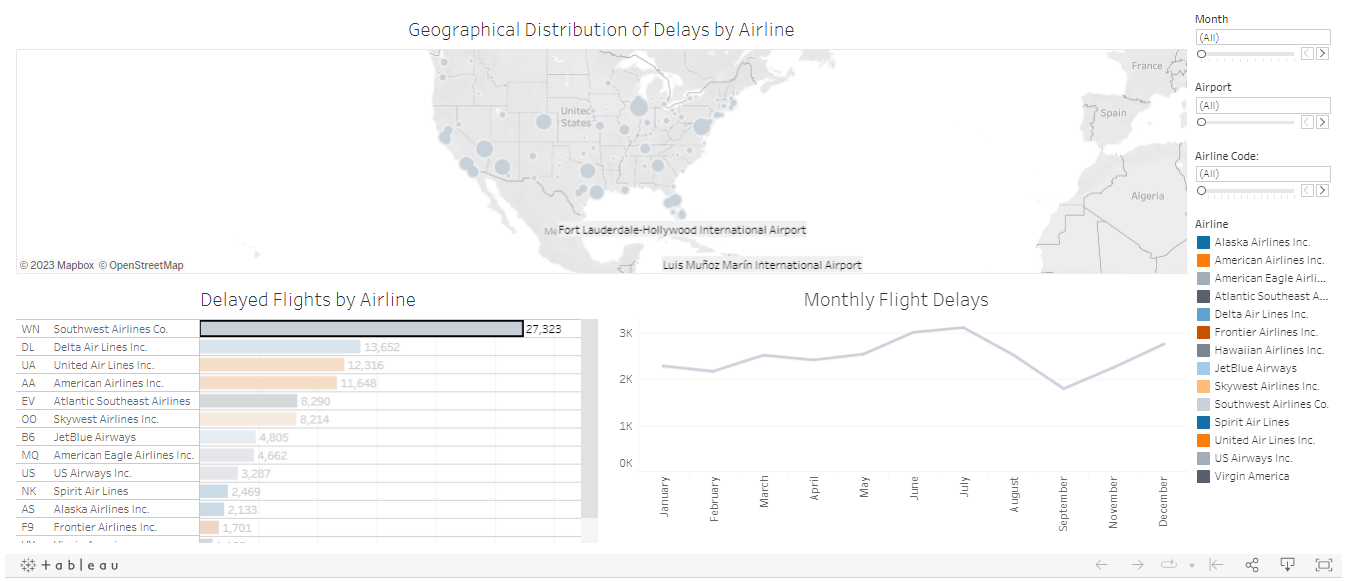 Geographical Distribution of Delays by Airline
Month
(All)
Airport
(All)
Airline Code:
(All)
United
States
France
Spain
Algeria
Me
Fort Lauderdale-Hollywood International Airport
Luis Muñoz Marín International Airport
© 2023 Mapbox © OpenStreetMap
Airline
Alaska Airlines Inc.
American Airlines Inc.
American Eagle Airli...
Atlantic Southeast A...
Delta Air Lines Inc.
Frontier Airlines Inc.
Hawaiian Airlines Inc.
JetBlue Airways
Skywest Airlines Inc.
Southwest Airlines Co.
Spirit Air Lines
United Air Lines Inc.
US Airways Inc.
Virgin America
Delayed Flights by Airline
WN Southwest Airlines Co. 27,323
DL Delta Air Lines Inc. 13,652
UA United Air Lines Inc. 12,316
AA American Airlines Inc. 11,648
EV Atlantic Southeast Airlines 8,290
OO Skywest Airlines Inc. 8,214
B6 JetBlue Airways 4,805
MQ American Eagle Airlines Inc. 4,662
US US Airways Inc. 3,287
NK Spirit Air Lines 2,469
AS Alaska Airlines Inc. 2,133
F9 Frontier Airlines Inc. 1,701
Monthly Flight Delays
3K
2K
1K
0K
January
February
March
April
May
June
July
August
September
November
December
+ableau